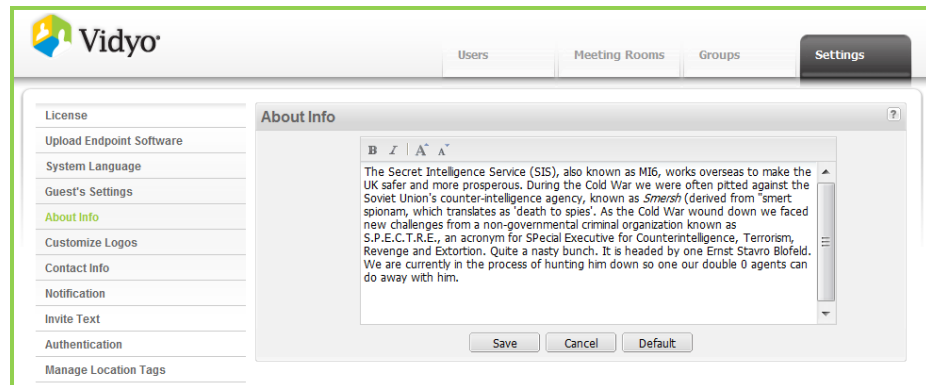 Vidyo
Users
Meeting Rooms
Groups
Settings
License
Upload Endpoint Software
System Language
Guest's Settings
About Info
Customize Logos
Contact Info
Notification
Invite Text
Authentication
Manage Location Tags
About Info
?
B I A A
The Secret Intelligence Service (SIS), also known as MI6, works overseas to make the
UK safer and more prosperous. During the Cold War we were often pitted against the
Soviet Union's counter-intelligence agency, known as Smersh (derived from "smert
spionam, which translates as 'death to spies'. As the Cold War wound down we faced
new challenges from a non-governmental criminal organization known as
S.P.E.C.T.R.E., an acronym for SPecial Executive for Counterintelligence, Terrorism,
Revenge and Extortion. Quite a nasty bunch. It is headed by one Ernst Stavro Blofeld.
We are currently in the process of hunting him down so one our double 0 agents can
do away with him.
Save
Cancel
Default